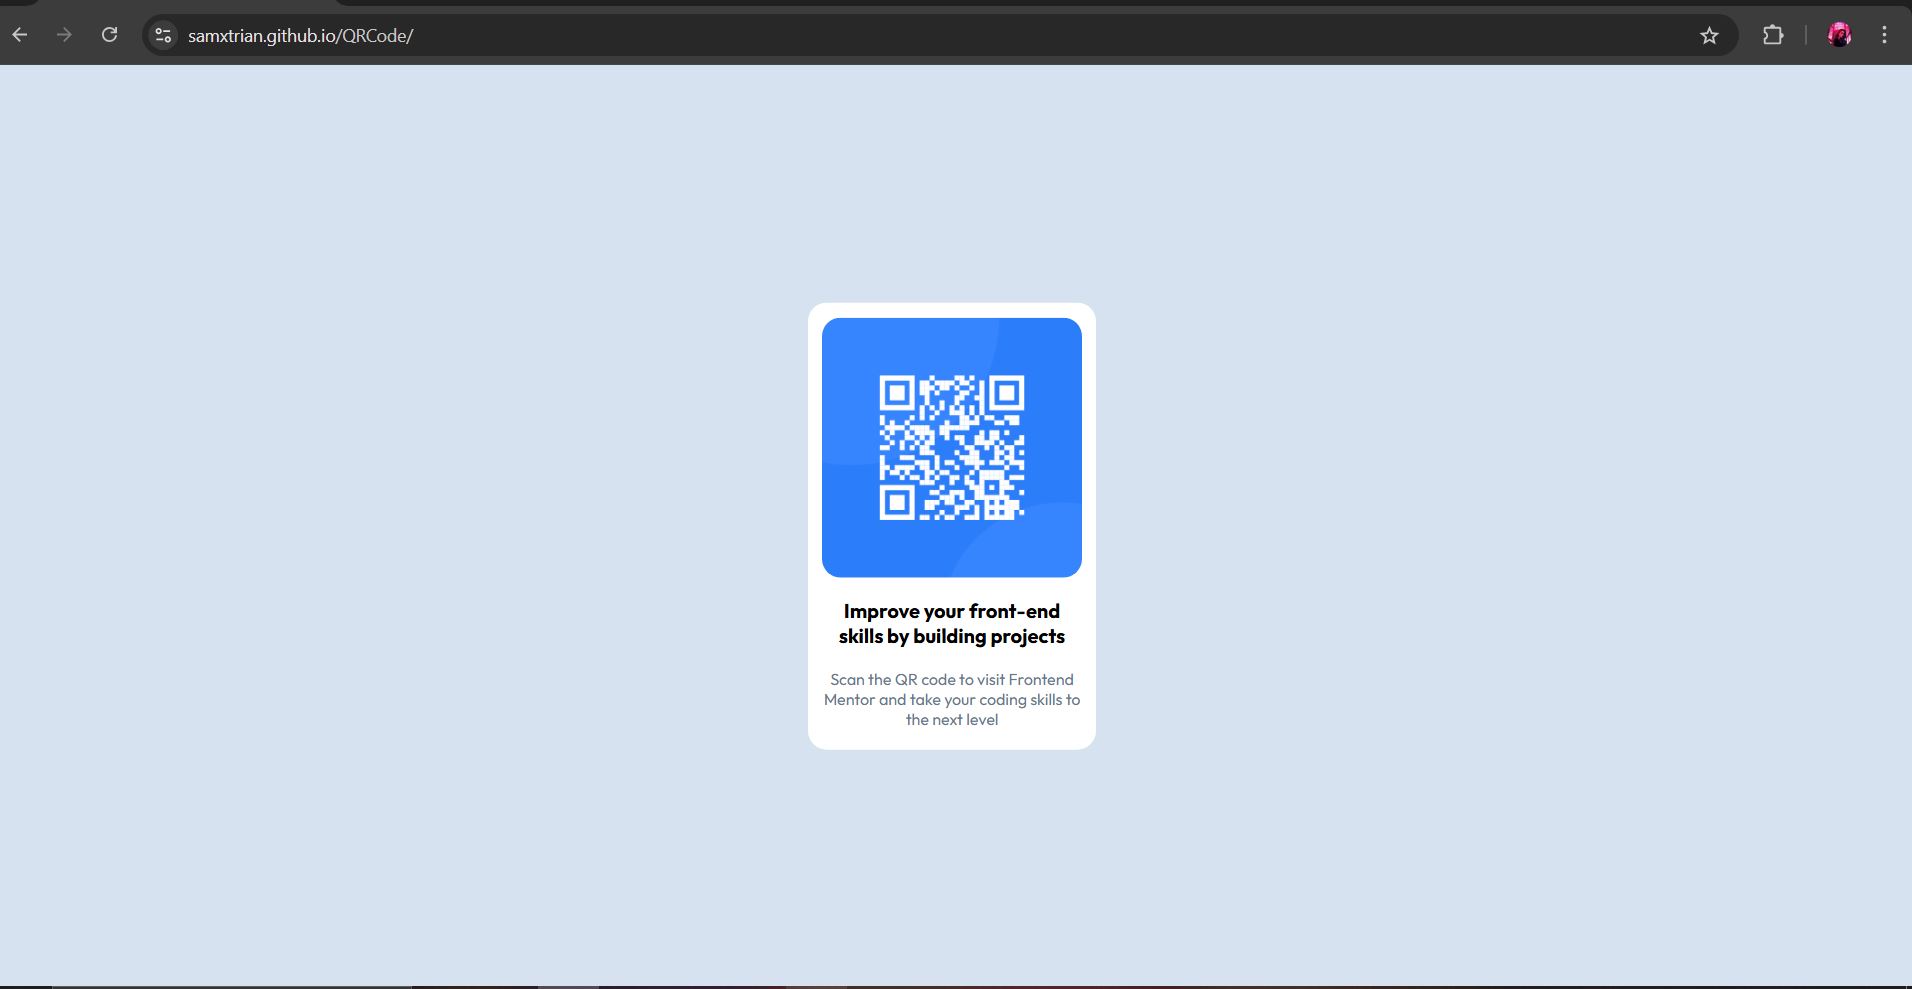 samxtrian.github.io/QRCode/
Improve your front-end
skills by building projects
Scan the QR code to visit Frontend
Mentor and take your coding skills to
the next level